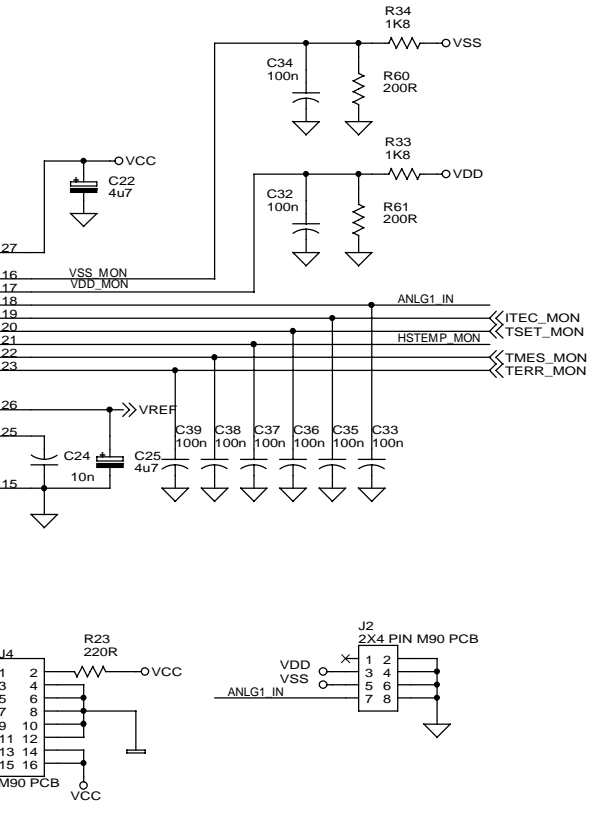 R34
1K8
VSS
C34
100n
R60
200R
R33
1K8
VCC
VDD
C22
4u7
C32
100n
R61
200R
27
16
VSS_MON
17
VDD_MON
18
ANLG1_IN
19
ITEC_MON
20
TSET_MON
21
HSTEMP_MON
22
TMES_MON
23
TERR_MON
26
VREF
25
C24
10n
C25
4u7
C39
100n
C38
100n
C37
100n
C36
100n
C35
100n
C33
100n
15
J4
R23
220R
VCC
1 2
3 4
5 6
7 8
9 10
11 12
13 14
15 16
M90 PCB
VCC
J2
2X4 PIN M90 PCB
VDD
VSS
ANLG1_IN
1 2
3 4
5 6
7 8